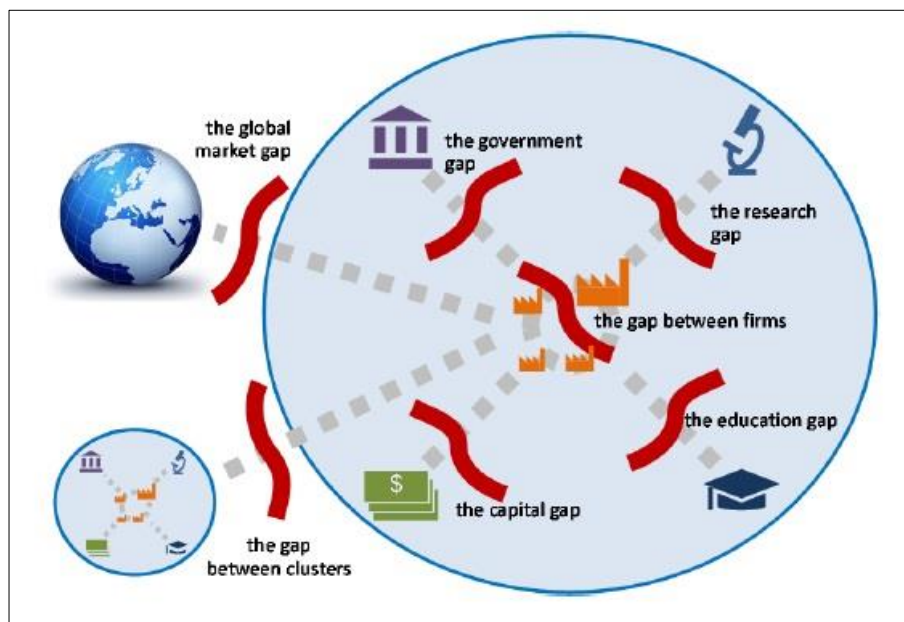 the global
market gap
the government
gap
the research
gap
the gap between firms
the education gap
$
the capital gap
the gap
between clusters